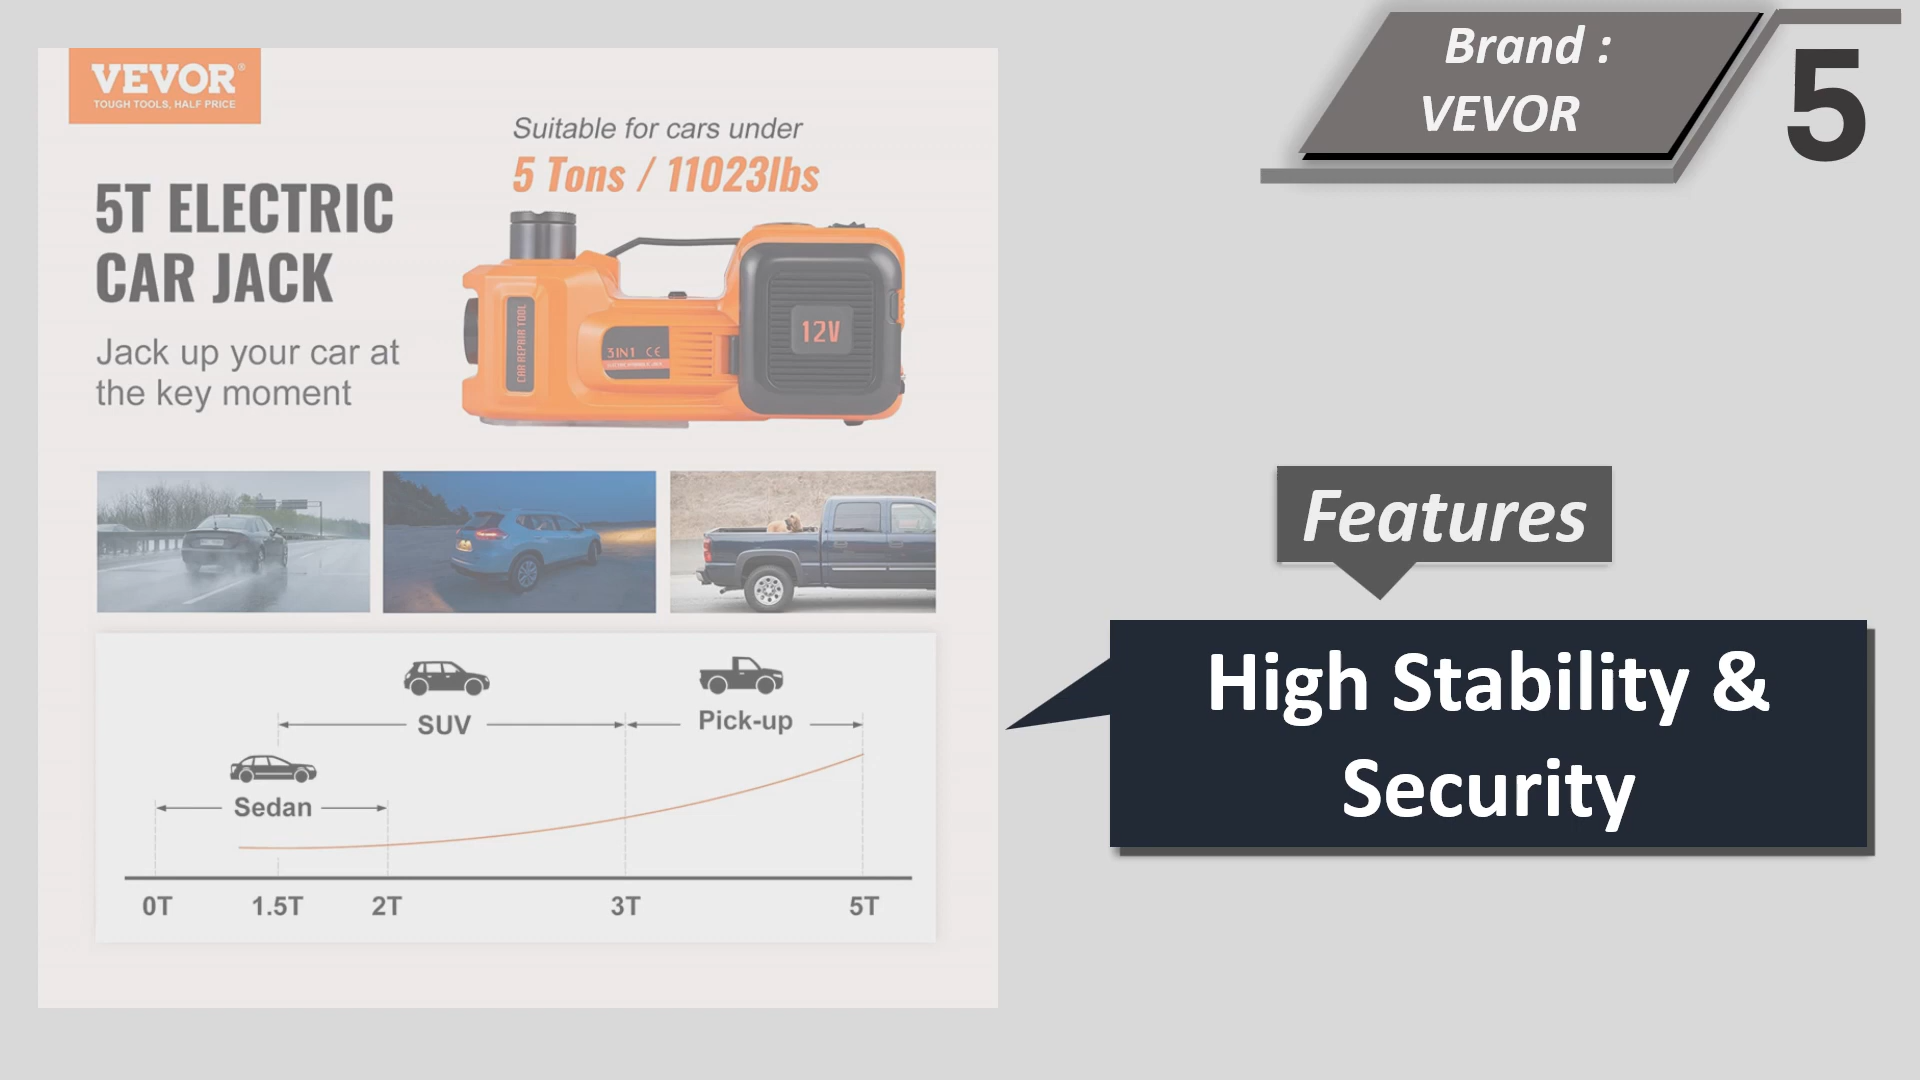 VEVOR®
TOUGH TOOLS, HALF PRICE
5T ELECTRIC
CAR JACK
Jack up your car at
the key moment
Suitable for cars under
5 Tons / 11023lbs
CAR REPAIR TOOL
3IN1 CE
12V
SUV
Pick-up
Sedan
0T 1.5T 2T 3T 5T
Brand :
VEVOR
5
Features
High Stability &
Security